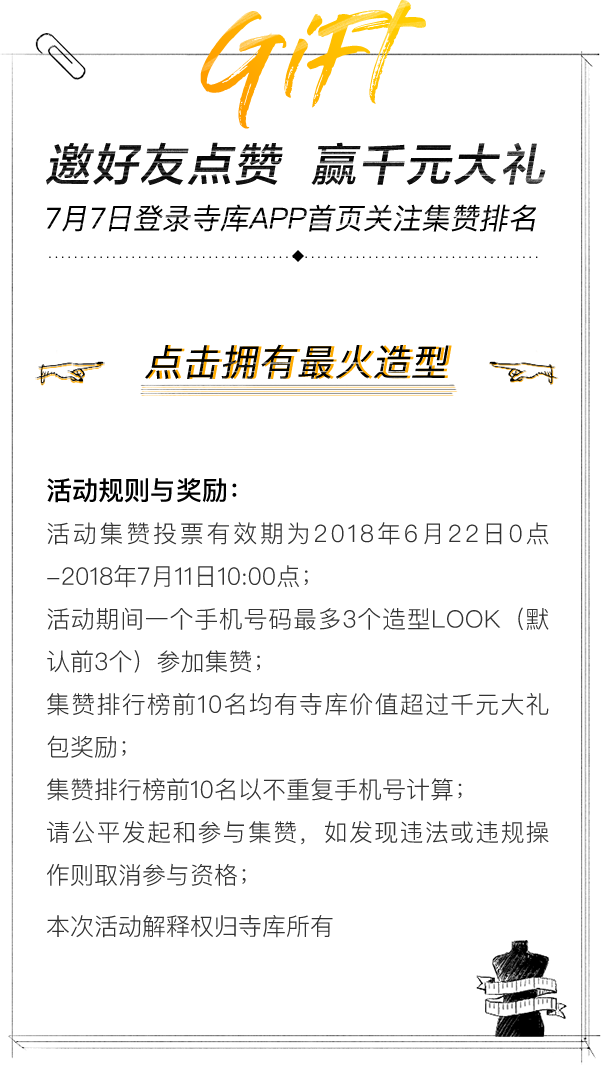 GiFt
邀好友点赞 赢千元大礼
7月7日登录寺库APP首页关注集赞排名
点击拥有最火造型
活动规则与奖励：
活动集赞投票有效期为2018年6月22日0点
-2018年7月11日10:00点；
活动期间一个手机号码最多3个造型LOOK（默
认前3个）参加集赞；
集赞排行榜前10名均有寺库价值超过千元大礼
包奖励；
集赞排行榜前10名以不重复手机号计算；
请公平发起和参与集赞，如发现违法或违规操
作则取消参与资格；
本次活动解释权归寺库所有